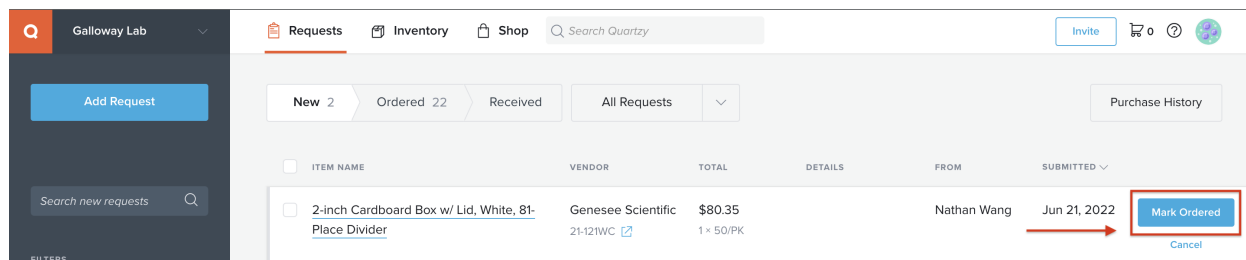 Q Galloway Lab
Requests Inventory Shop Search Quartzy Invite 0 ?
Add Request
New 2 Ordered 22 Received All Requests Purchase History
ITEM NAME VENDOR TOTAL DETAILS FROM SUBMITTED
Search new requests
2-inch Cardboard Box w/ Lid, White, 81- Genesee Scientific $80.35 Nathan Wang Jun 21, 2022 Mark Ordered
Place Divider 21-121WC 1 × 50/PK
Cancel
FILTERS